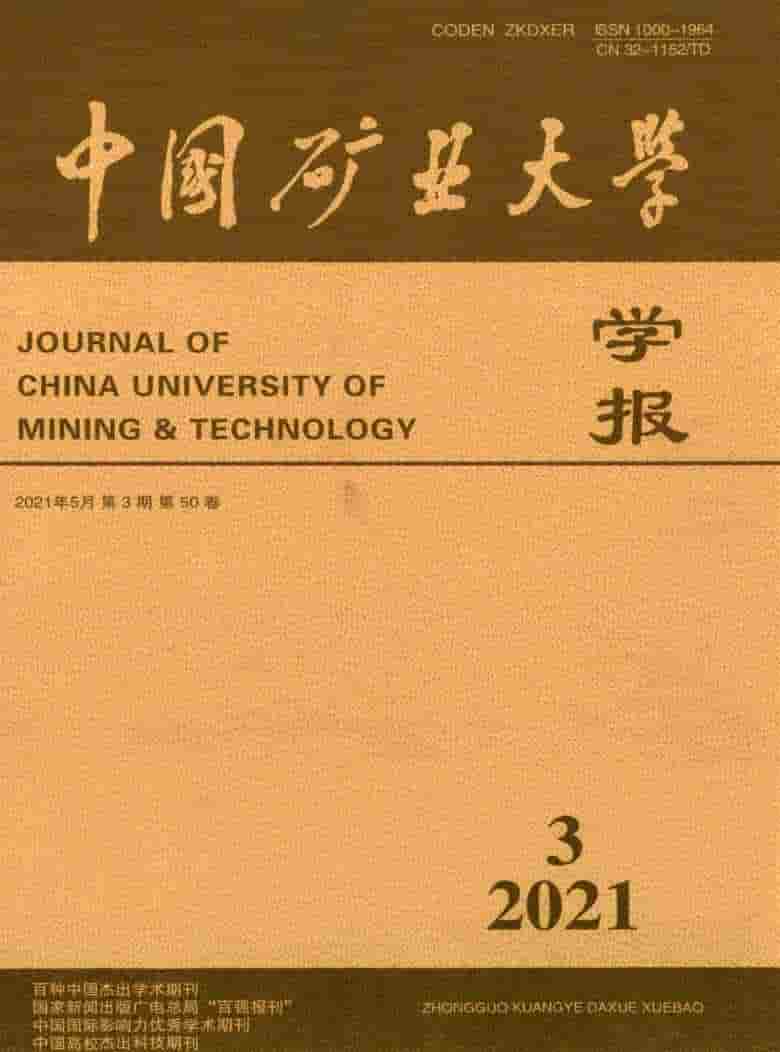 CODEN ZKDXER
ISSN 1000-1964
CN 32-1152/TD
中国矿业大学
学报
JOURNAL OF
CHINA UNIVERSITY OF
MINING & TECHNOLOGY
2021年5月 第 3 期 第 50 卷
3
2021
百种中国杰出学术期刊
国家新闻出版广电总局“百强报刊”
中国国际影响力优秀学术期刊
中国高校杰出科技期刊
ZHONGGUO KUANGYE DAXUE XUEBAO